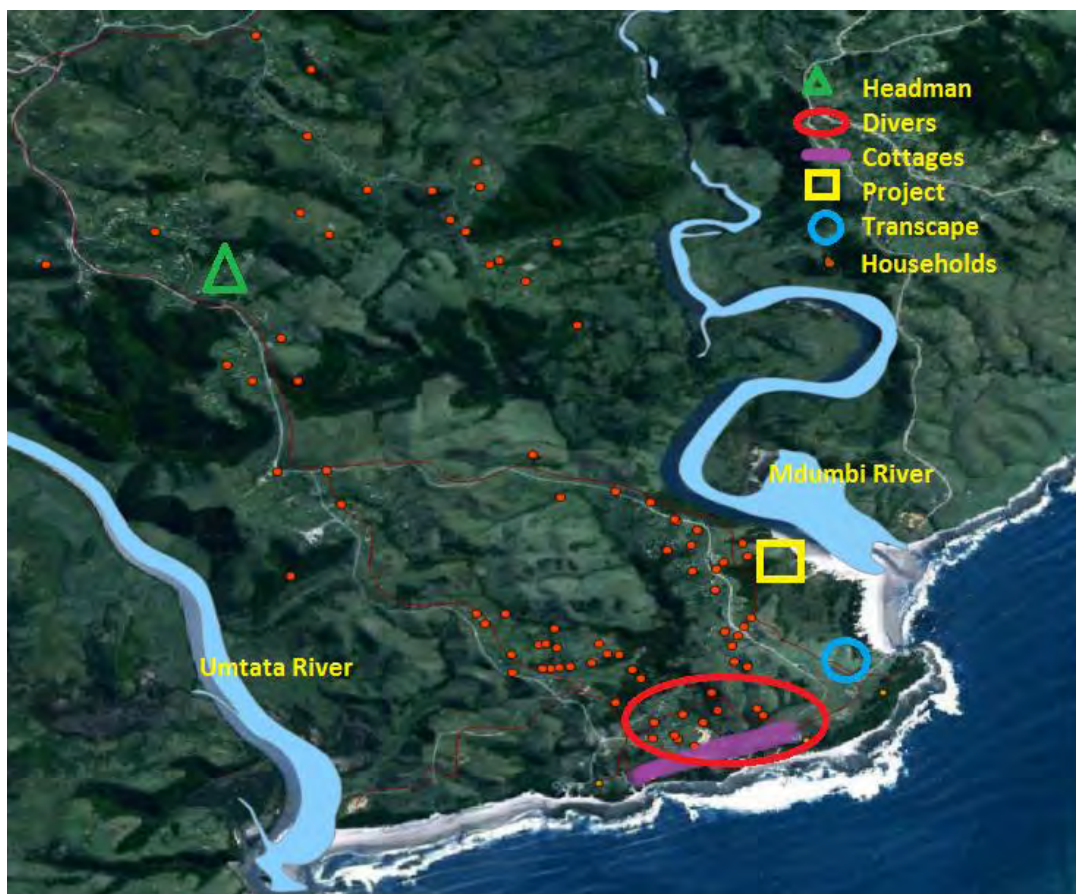 Headman
Divers
Cottages
Project
Transcape
Households
Mdumbi River
Umtata River